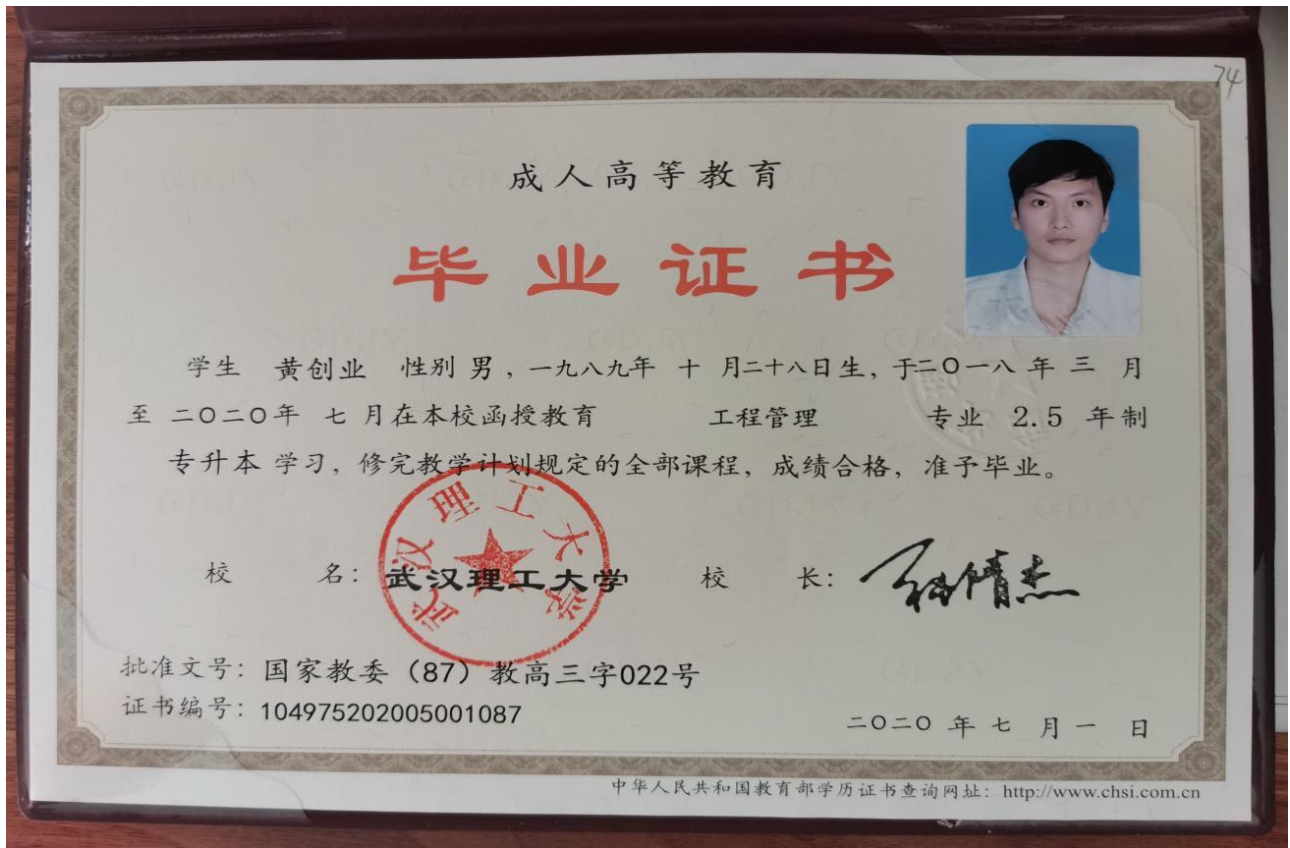 74
成人高等教育
毕业证书
学生 黄创业 性别 男，一九八九年 十 月二十八日生，于二〇一八 年 三 月
至 二〇二〇年 七 月在本校函授教育 工程管理 专业 2.5 年制
专升本 学习，修完教学计划规定的全部课程，成绩合格，准予毕业。
武汉理工大学
校 名：武汉理工大学 校 长：
批准文号：国家教委（87）教高三字022号
证书编号：104975202005001087
二〇二〇 年 七 月 一 日
中华人民共和国教育部学历证书查询网址：http://www.chsi.com.cn